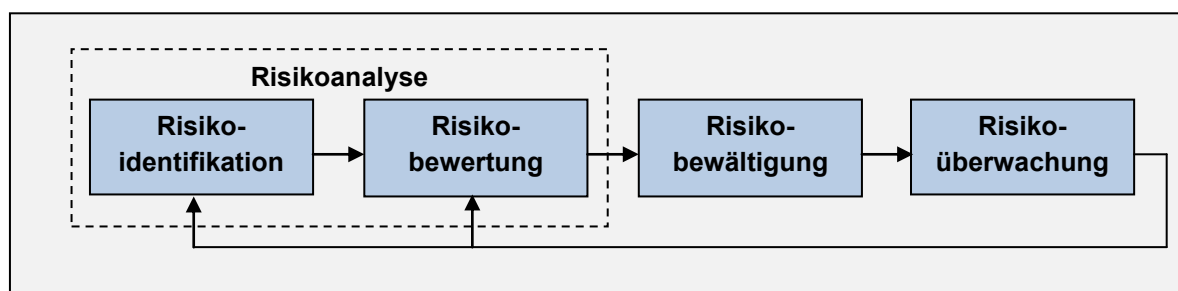 Risikoanalyse
Risiko-
identifikation
Risiko-
bewertung
Risiko-
bewältigung
Risiko-
überwachung